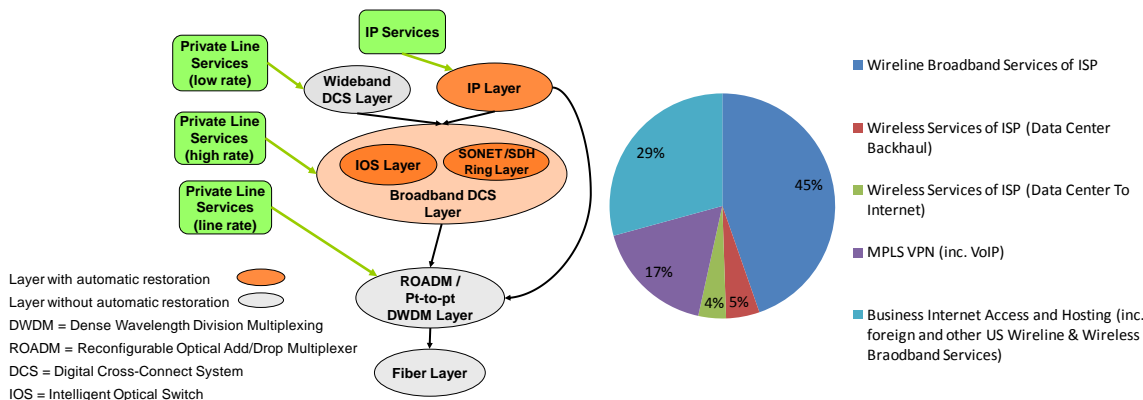 IP Services
Private Line
Services
(low rate)
Wideband
DCS Layer
IP Layer
Private Line
Services
(high rate)
IOS Layer
SONET/SDH
Ring Layer
Broadband DCS
Layer
Private Line
Services
(line rate)
ROADM /
Pt-to-pt
DWDM Layer
Fiber Layer
Layer with automatic restoration
Layer without automatic restoration
DWDM = Dense Wavelength Division Multiplexing
ROADM = Reconfigurable Optical Add/Drop Multiplexer
DCS = Digital Cross-Connect System
IOS = Intelligent Optical Switch
45%
5%
4%
17%
29%
Wireline Broadband Services of ISP
Wireless Services of ISP (Data Center
Backhaul)
Wireless Services of ISP (Data Center To
Internet)
MPLS VPN (inc. VoIP)
Business Internet Access and Hosting (inc.
foreign and other US Wireline & Wireless
Braodband Services)